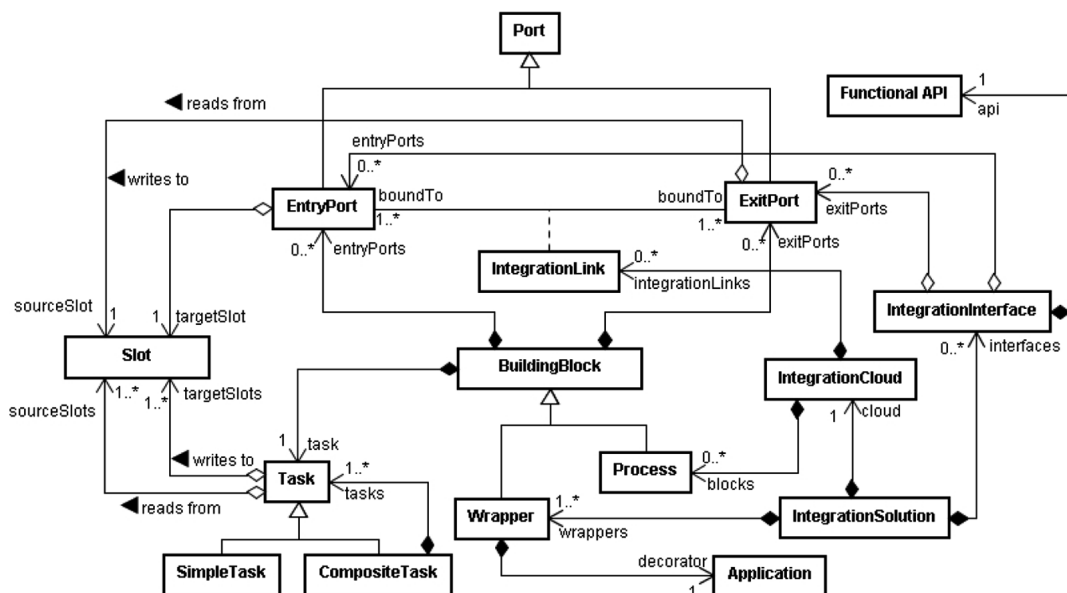 Port
◀ reads from
Functional API
1
api
entryPorts
0..*
◀ writes to
EntryPort
boundTo
1..*
boundTo
1..*
ExitPort
0..*
exitPorts
0..*
entryPorts
0..*
exitPorts
IntegrationLink
0..*
integrationLinks
IntegrationInterface
0..*
interfaces
sourceSlot
1
1
targetSlot
Slot
BuildingBlock
IntegrationCloud
1
cloud
1..*
sourceSlots
1..*
targetSlots
1
task
◀ writes to
Task
1..*
tasks
◀ reads from
Process
0..*
blocks
Wrapper
1..*
wrappers
IntegrationSolution
SimpleTask
CompositeTask
decorator
1
Application